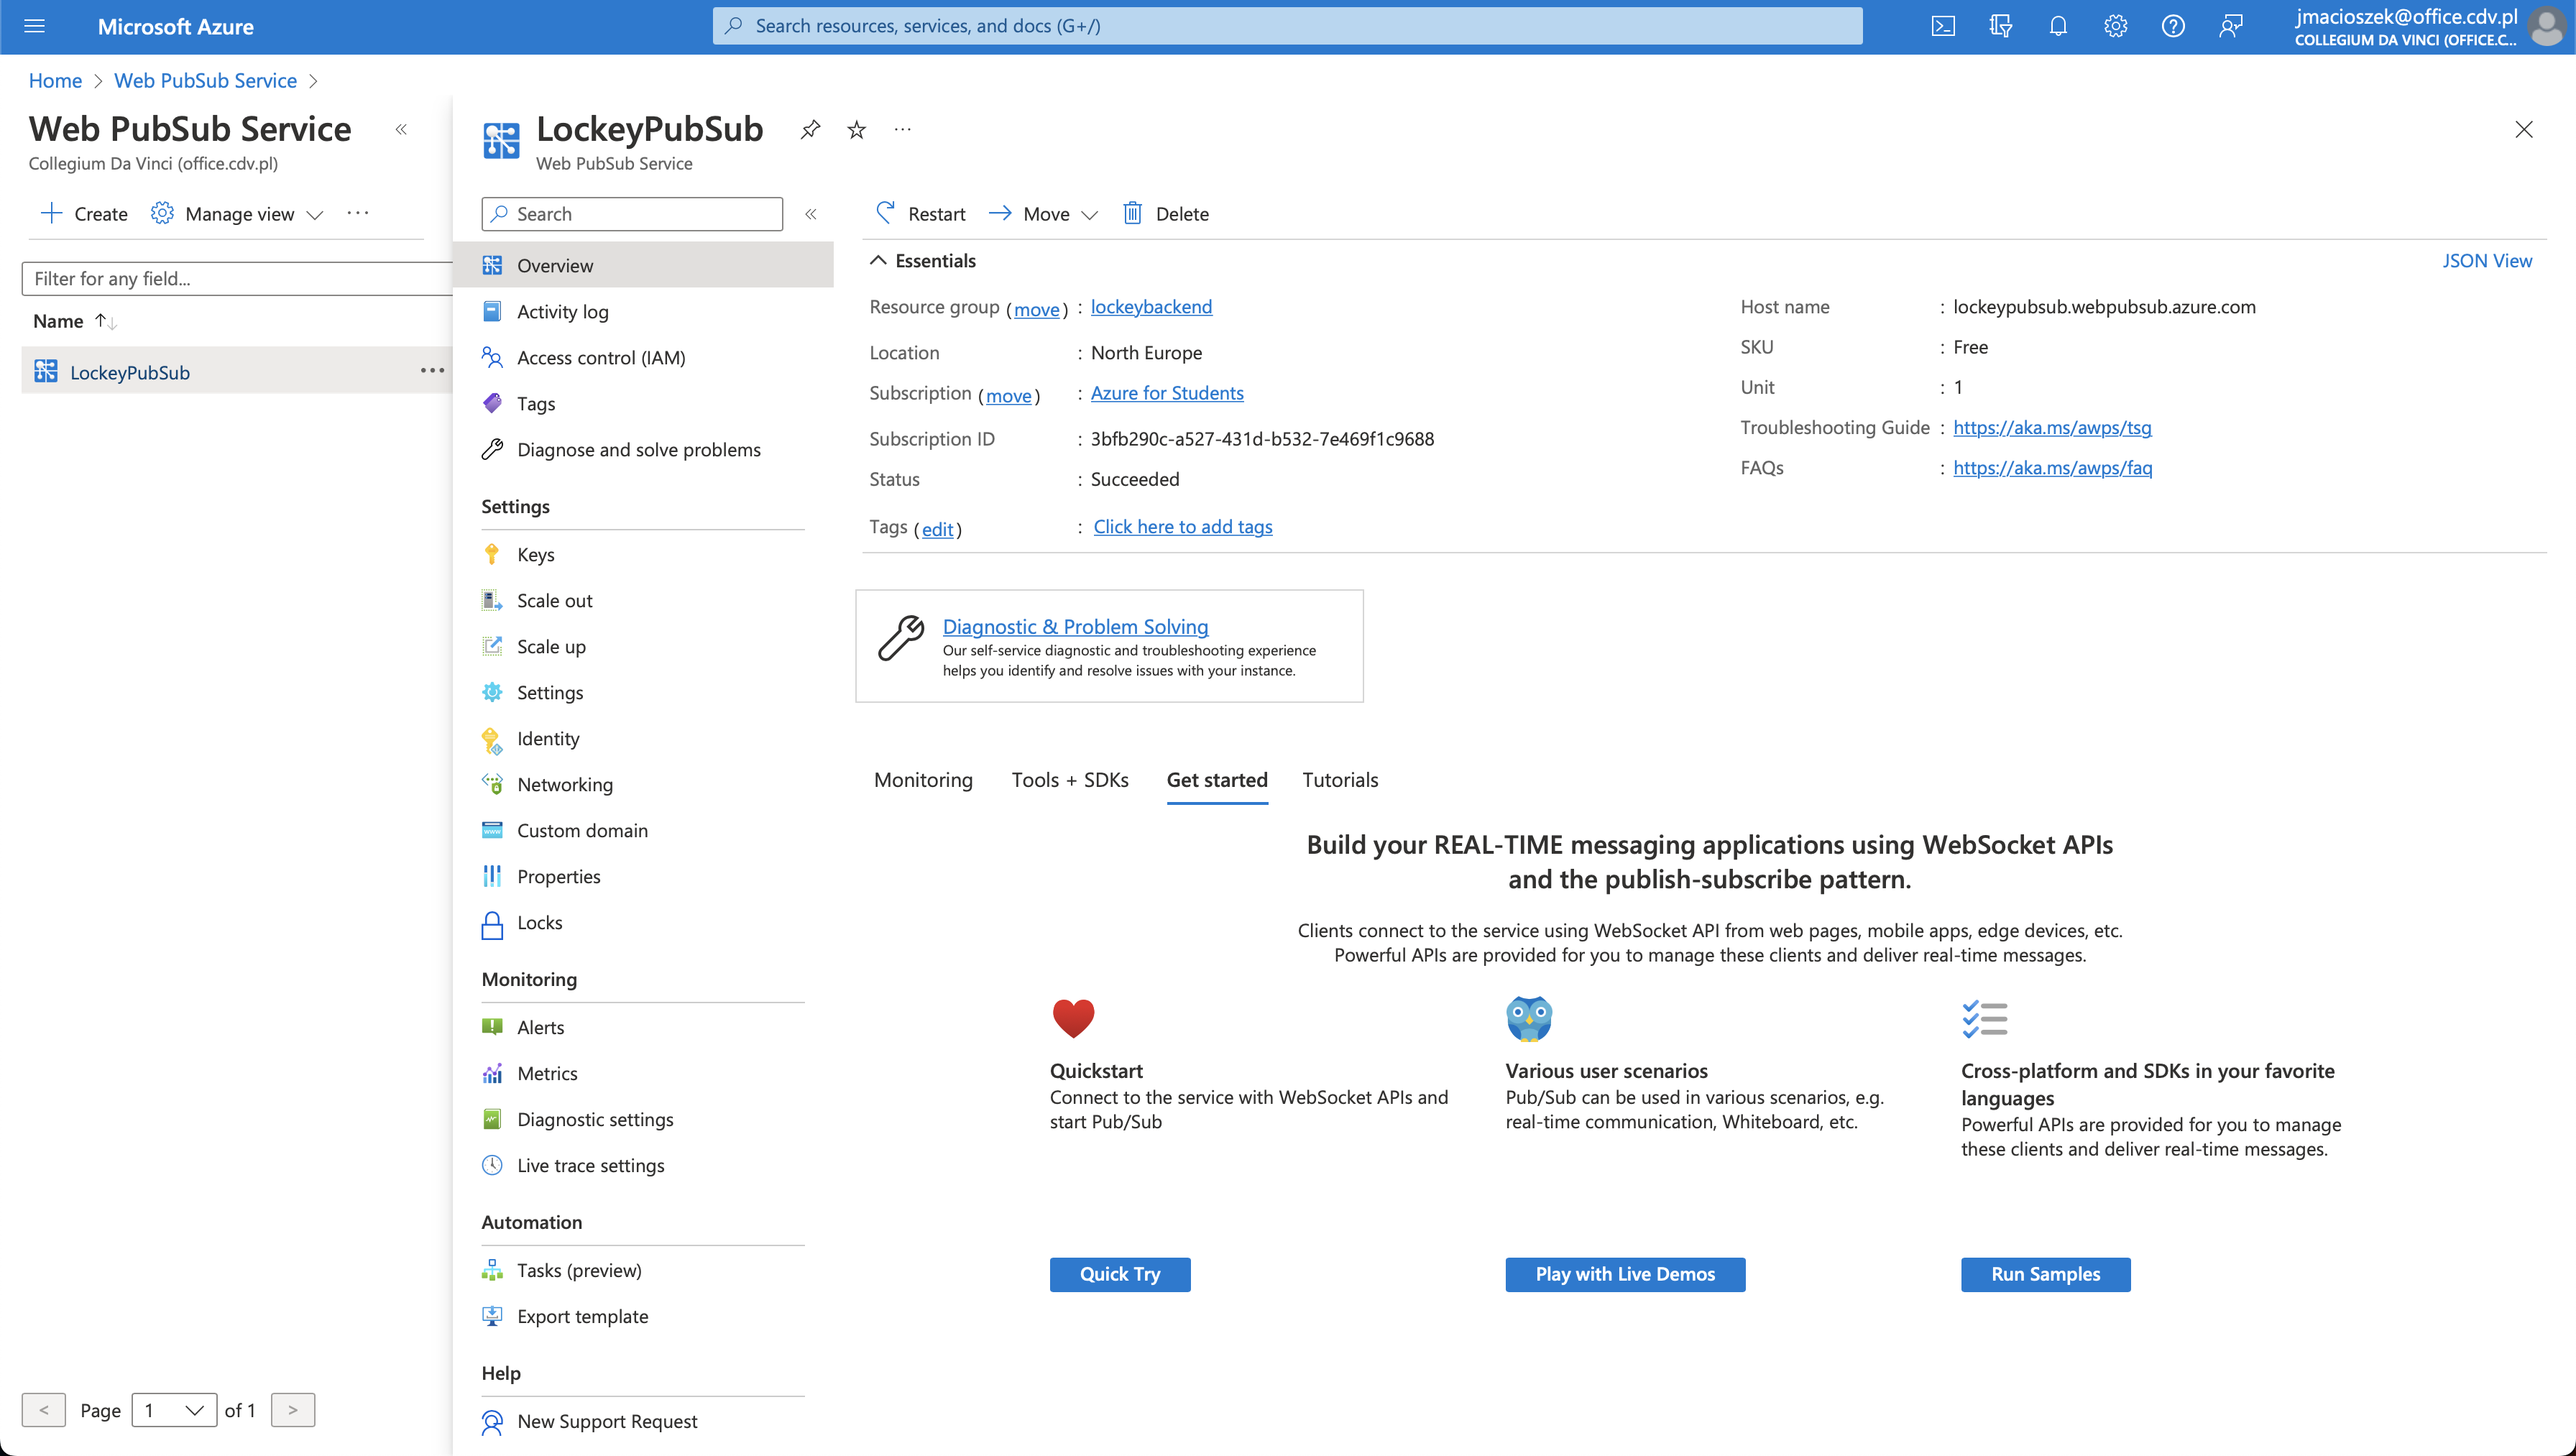 Microsoft Azure
Search resources, services, and docs (G+/)
jmacioszek@office.cdv.pl
COLLEGIUM DA VINCI (OFFICE.C...
Home > Web PubSub Service >
Web PubSub Service
Collegium Da Vinci (office.cdv.pl)
Create
Manage view
Filter for any field...
Name
LockeyPubSub
< Page 1 of 1 >
LockeyPubSub
Web PubSub Service
Search
Overview
Activity log
Access control (IAM)
Tags
Diagnose and solve problems
Settings
Keys
Scale out
Scale up
Settings
Identity
Networking
Custom domain
Properties
Locks
Monitoring
Alerts
Metrics
Diagnostic settings
Live trace settings
Automation
Tasks (preview)
Export template
Help
New Support Request
Restart
Move
Delete
Essentials
JSON View
Resource group (move) : lockeybackend
Location : North Europe
Subscription (move) : Azure for Students
Subscription ID : 3bfb290c-a527-431d-b532-7e469f1c9688
Status : Succeeded
Tags (edit) : Click here to add tags
Host name : lockeypubsub.webpubsub.azure.com
SKU : Free
Unit : 1
Troubleshooting Guide : https://aka.ms/awps/tsg
FAQs : https://aka.ms/awps/faq
Diagnostic & Problem Solving
Our self-service diagnostic and troubleshooting experience
helps you identify and resolve issues with your instance.
Monitoring
Tools + SDKs
Get started
Tutorials
Build your REAL-TIME messaging applications using WebSocket APIs
and the publish-subscribe pattern.
Clients connect to the service using WebSocket API from web pages, mobile apps, edge devices, etc.
Powerful APIs are provided for you to manage these clients and deliver real-time messages.
Quickstart
Connect to the service with WebSocket APIs and
start Pub/Sub
Quick Try
Various user scenarios
Pub/Sub can be used in various scenarios, e.g.
real-time communication, Whiteboard, etc.
Play with Live Demos
Cross-platform and SDKs in your favorite
languages
Powerful APIs are provided for you to manage
these clients and deliver real-time messages.
Run Samples